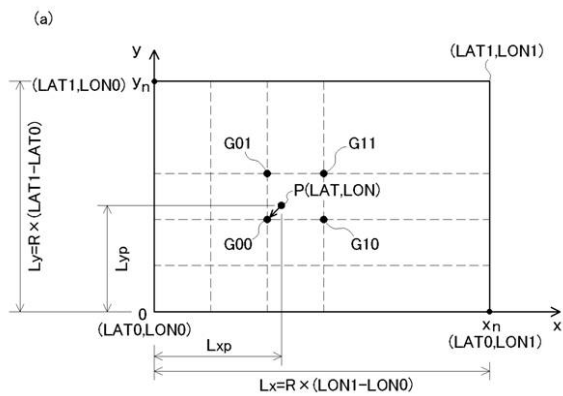 (a)
y
(LAT1,LON1)
(LAT1,LON0)
yn
G01
G11
P(LAT,LON)
G00
G10
Ly=R×(LAT1-LAT0)
Lyp
0
(LAT0,LON0)
xn
x
(LAT0,LON1)
Lxp
Lx=R×(LON1-LON0)